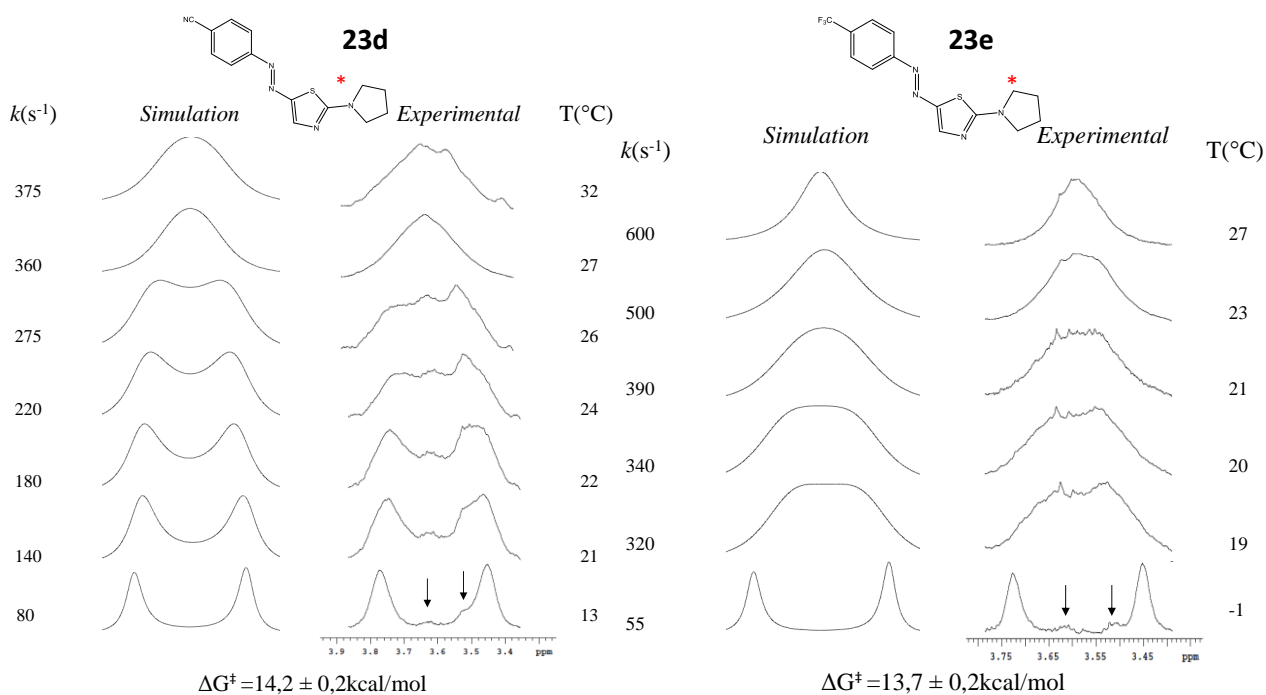 NC
23d
N
N
*
S
N
N
k(s⁻¹)
Simulation
Experimental
T(°C)
375
32
360
27
275
26
220
24
180
22
140
21
80
13
3.9 3.8 3.7 3.6 3.5 3.4 ppm
ΔG‡ =14,2 ± 0,2kcal/mol
F₃C
23e
N
N
*
S
N
N
k(s⁻¹)
Simulation
Experimental
T(°C)
600
27
500
23
390
21
340
20
320
19
55
-1
3.75 3.65 3.55 3.45 ppm
ΔG‡ =13,7 ± 0,2kcal/mol